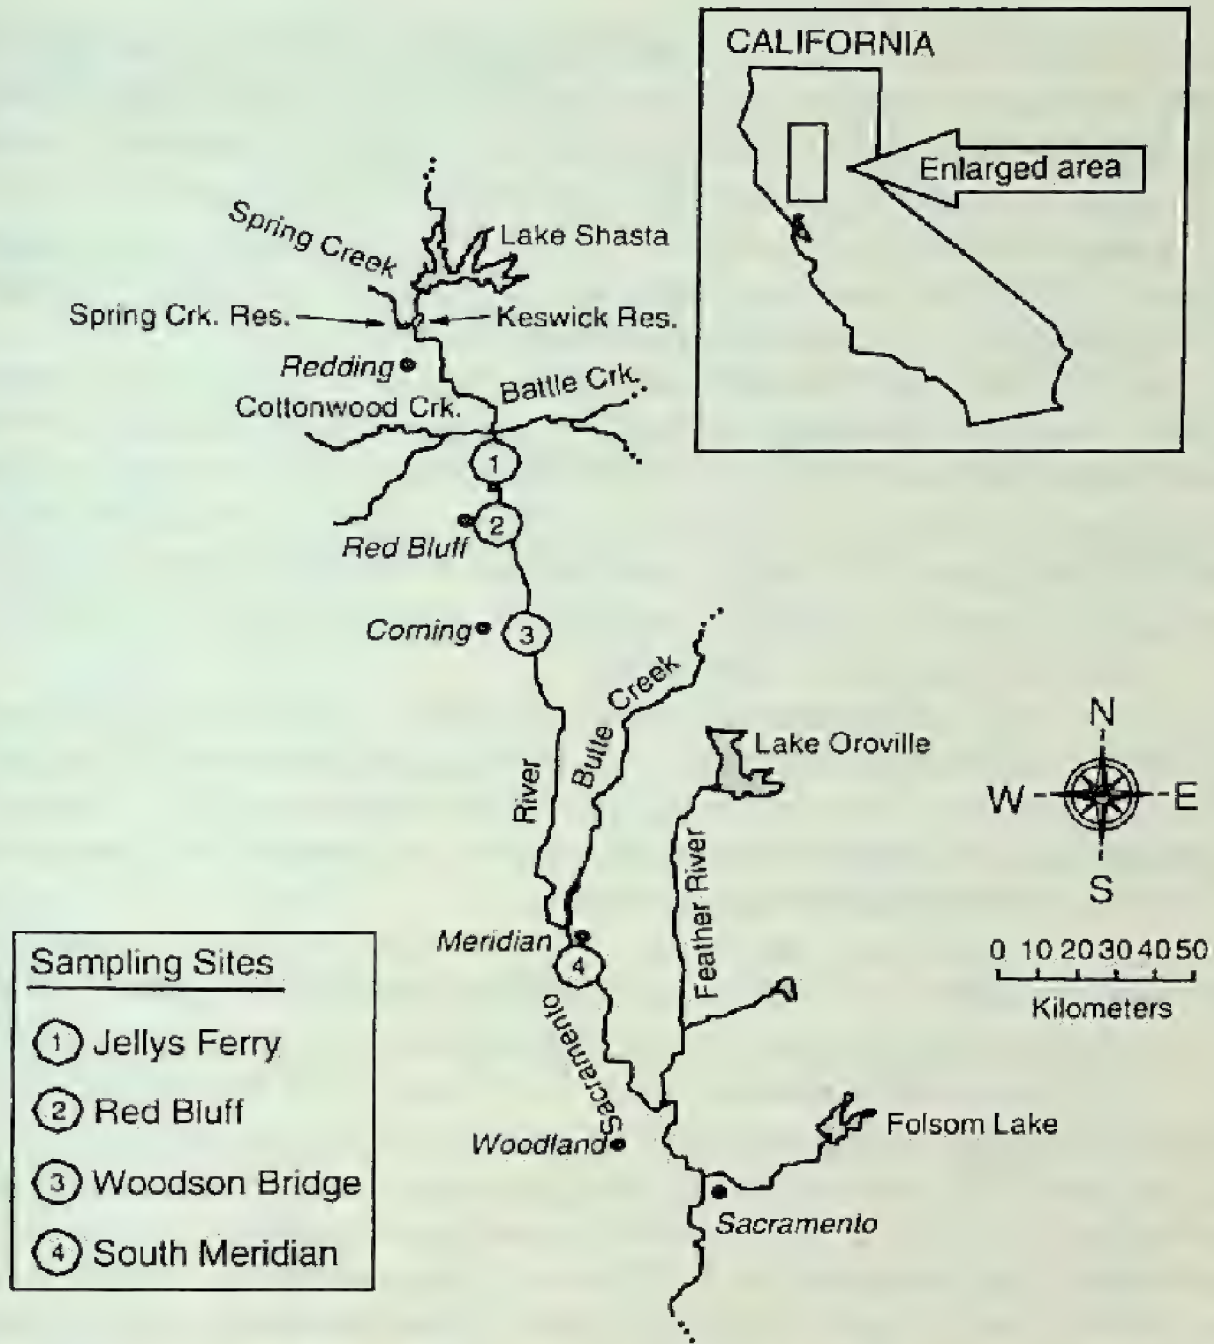 CALIFORNIA
Enlarged area
Spring Creek
Lake Shasta
Spring Crk. Res.
Keswick Res.
Redding
Battle Crk.
Cottonwood Crk.
1
2
Red Bluff
Corning
3
Butte Creek
River
Lake Oroville
Feather River
N
W
E
S
Meridian
4
Sacramento
0 10 20 30 40 50
Kilometers
Woodland
Folsom Lake
Sacramento
Sampling Sites
1 Jellys Ferry
2 Red Bluff
3 Woodson Bridge
4 South Meridian